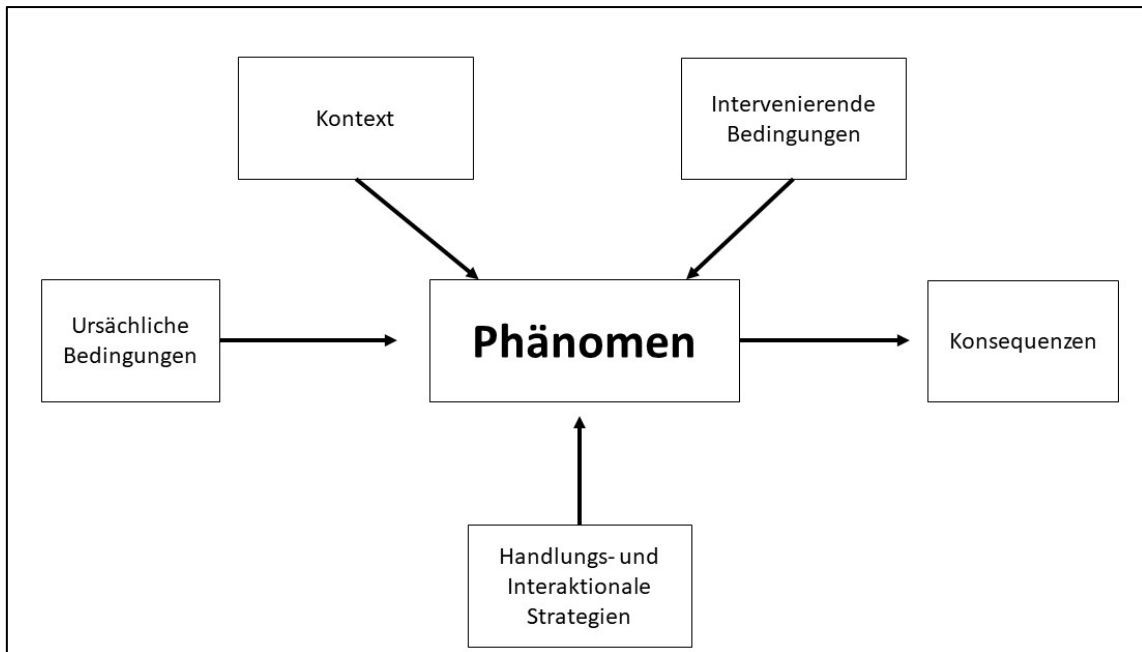 Kontext
Intervenierende
Bedingungen
Ursächliche
Bedingungen
Phänomen
Konsequenzen
Handlungs- und
Interaktionale
Strategien